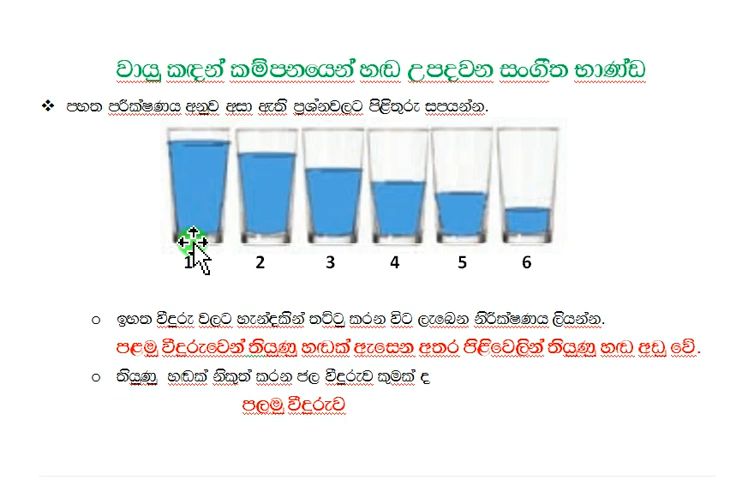 වායු කඳන් කම්පනයෙන් හඬ උපදවන සංගීත භාණ්ඩ
❖ පහත පරීක්ෂණය අනුව අසා ඇති ප්‍රශ්නවලට පිළිතුරු සපයන්න.
1 2 3 4 5 6
o ඉහත වීදුරු වලට හැන්දකින් තට්ටු කරන විට ලැබෙන නිරීක්ෂණය ලියන්න.
පළමු වීදුරුවෙන් තියුණු හඬක් ඇසෙන අතර පිළිවෙලින් තියුණු හඬ අඩු වේ.
o තියුණු හඬක් නිකුත් කරන ජල වීදුරුව කුමක් ද
පලමු වීදුරුව